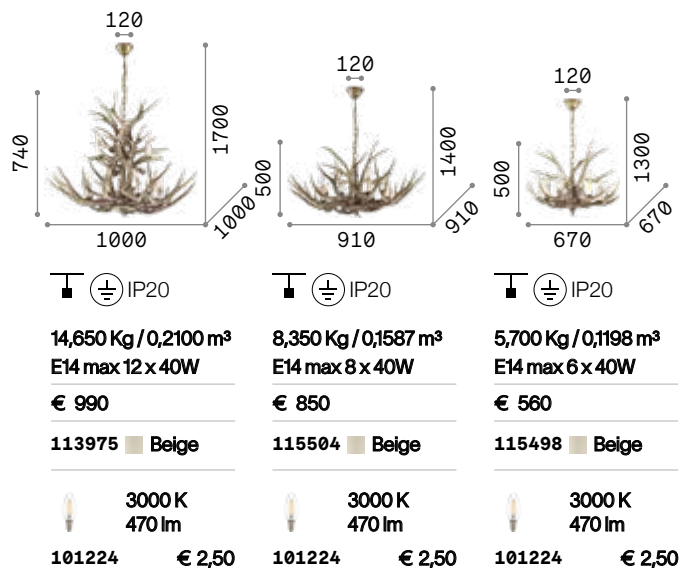 120
740
1700
1000
1000
IP20
14,650 Kg / 0,2100 m³
E14 max 12 x 40W
€ 990
113975 Beige
3000 K
470 lm
101224 € 2,50
120
500
1400
910
910
IP20
8,350 Kg / 0,1587 m³
E14 max 8 x 40W
€ 850
115504 Beige
3000 K
470 lm
101224 € 2,50
120
500
1300
670
670
IP20
5,700 Kg / 0,1198 m³
E14 max 6 x 40W
€ 560
115498 Beige
3000 K
470 lm
101224 € 2,50